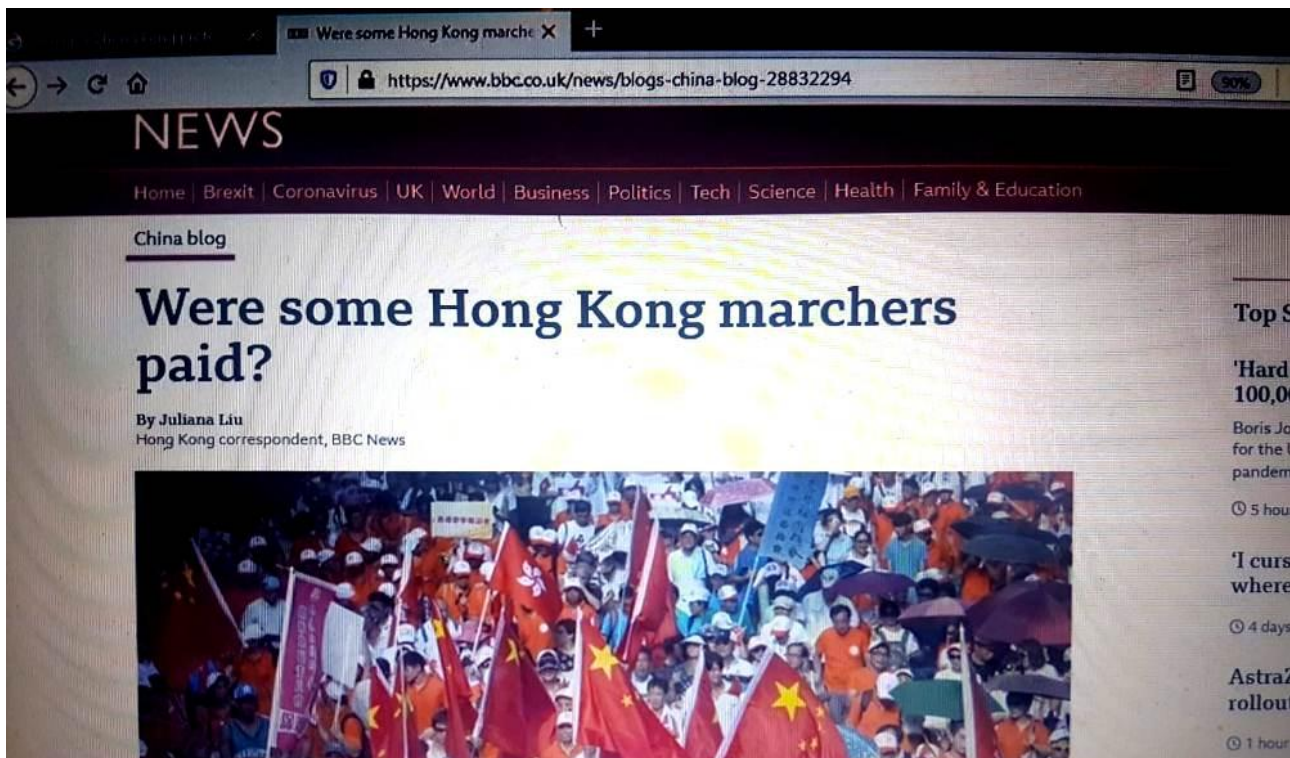 Were some Hong Kong marche
https://www.bbc.co.uk/news/blogs-china-blog-28832294
90%
NEWS
Home Brexit Coronavirus UK World Business Politics Tech Science Health Family & Education
China blog
Were some Hong Kong marchers
paid?
By Juliana Liu
Hong Kong correspondent, BBC News
Top S
'Hard
100,00
Boris Jo
for the
pandem
5 hou
'I curs
where
4 days
AstraZ
rollout
1 hour